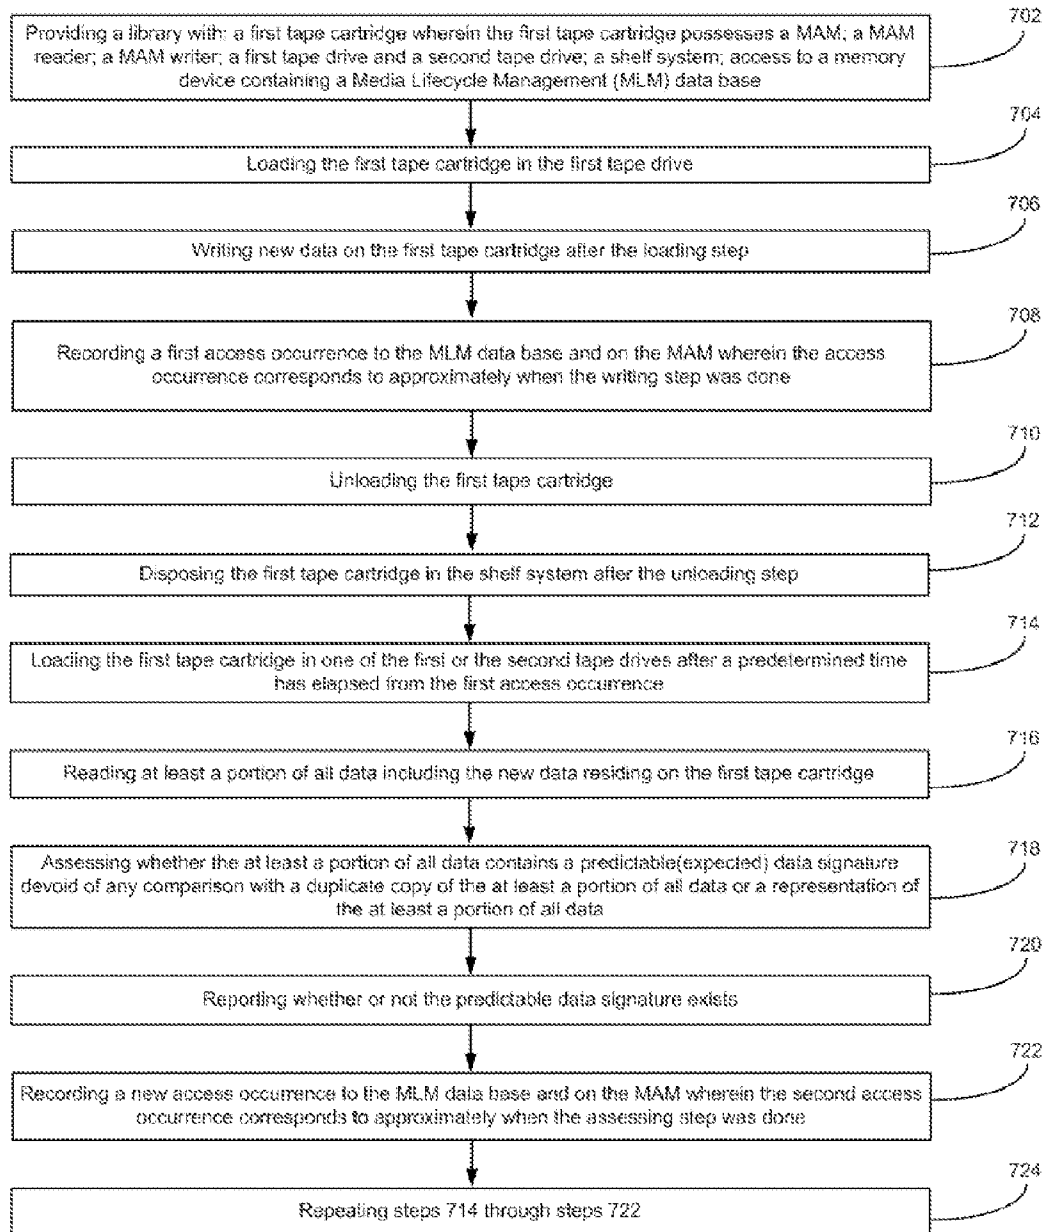 702
Providing a library with: a first tape cartridge wherein the first tape cartridge possesses a MAM; a MAM
reader; a MAM writer; a first tape drive and a second tape drive; a shelf system; access to a memory
device containing a Media Lifecycle Management (MLM) data base
704
Loading the first tape cartridge in the first tape drive
706
Writing new data on the first tape cartridge after the loading step
708
Recording a first access occurrence to the MLM data base and on the MAM wherein the access
occurrence corresponds to approximately when the writing step was done
710
Unloading the first tape cartridge
712
Disposing the first tape cartridge in the shelf system after the unloading step
714
Loading the first tape cartridge in one of the first or the second tape drives after a predetermined time
has elapsed from the first access occurrence
716
Reading at least a portion of all data including the new data residing on the first tape cartridge
718
Assessing whether the at least a portion of all data contains a predictable(expected) data signature
devoid of any comparison with a duplicate copy of the at least a portion of all data or a representation of
the at least a portion of all data
720
Reporting whether or not the predictable data signature exists
722
Recording a new access occurrence to the MLM data base and on the MAM wherein the second access
occurrence corresponds to approximately when the assessing step was done
724
Repeating steps 714 through steps 722